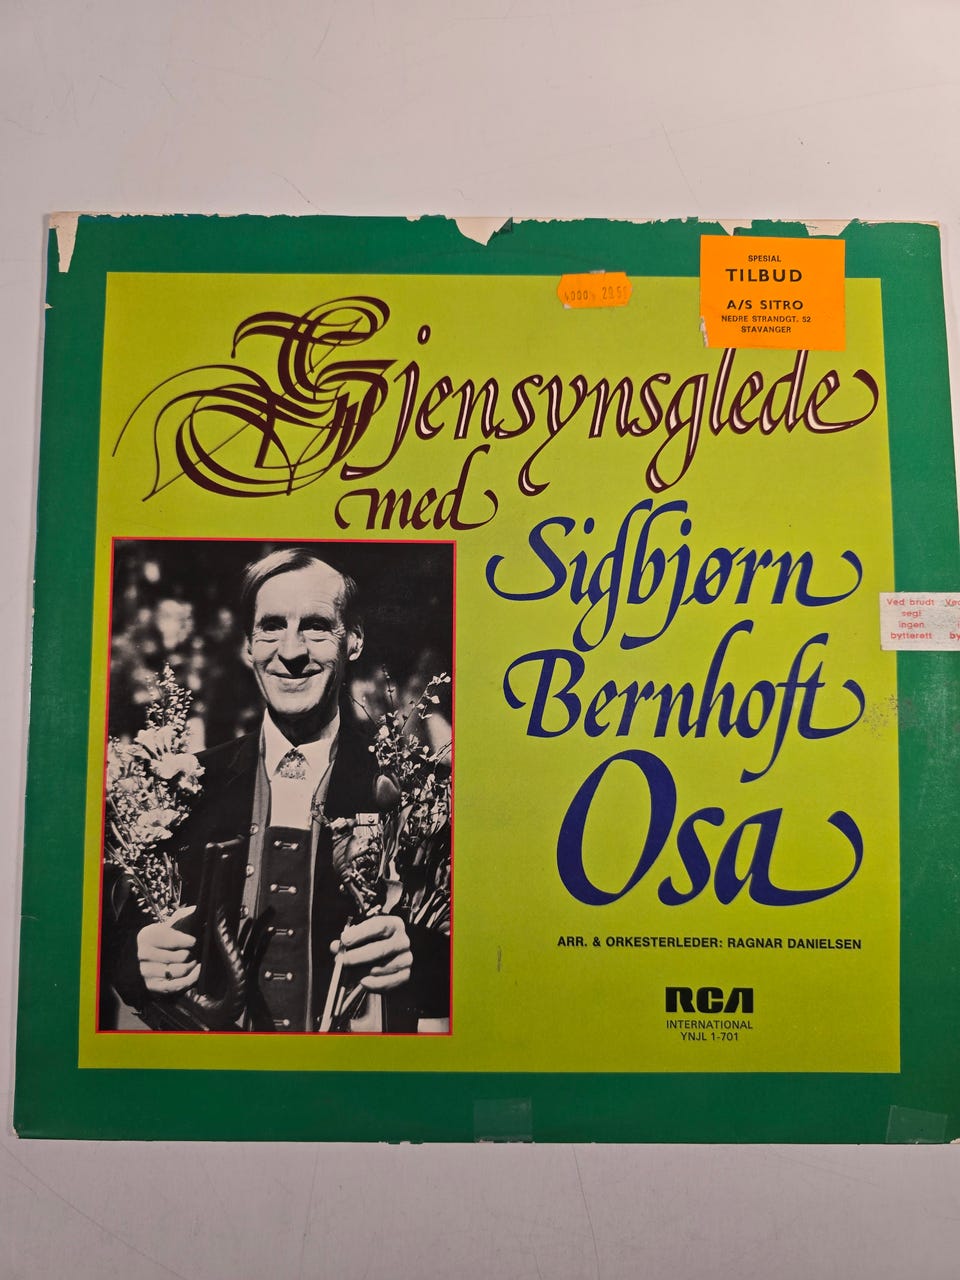 SPESIAL
TILBUD
A/S SITRO
NEDRE STRANDGT. 52
STAVANGER
Gjensynsglede
med
Sigbjørn
Bernhoft
Osa
Ved brudt
segl
ingen
bytterett
ARR. & ORKESTERLEDER: RAGNAR DANIELSEN
RCA
INTERNATIONAL
YNJL 1-701